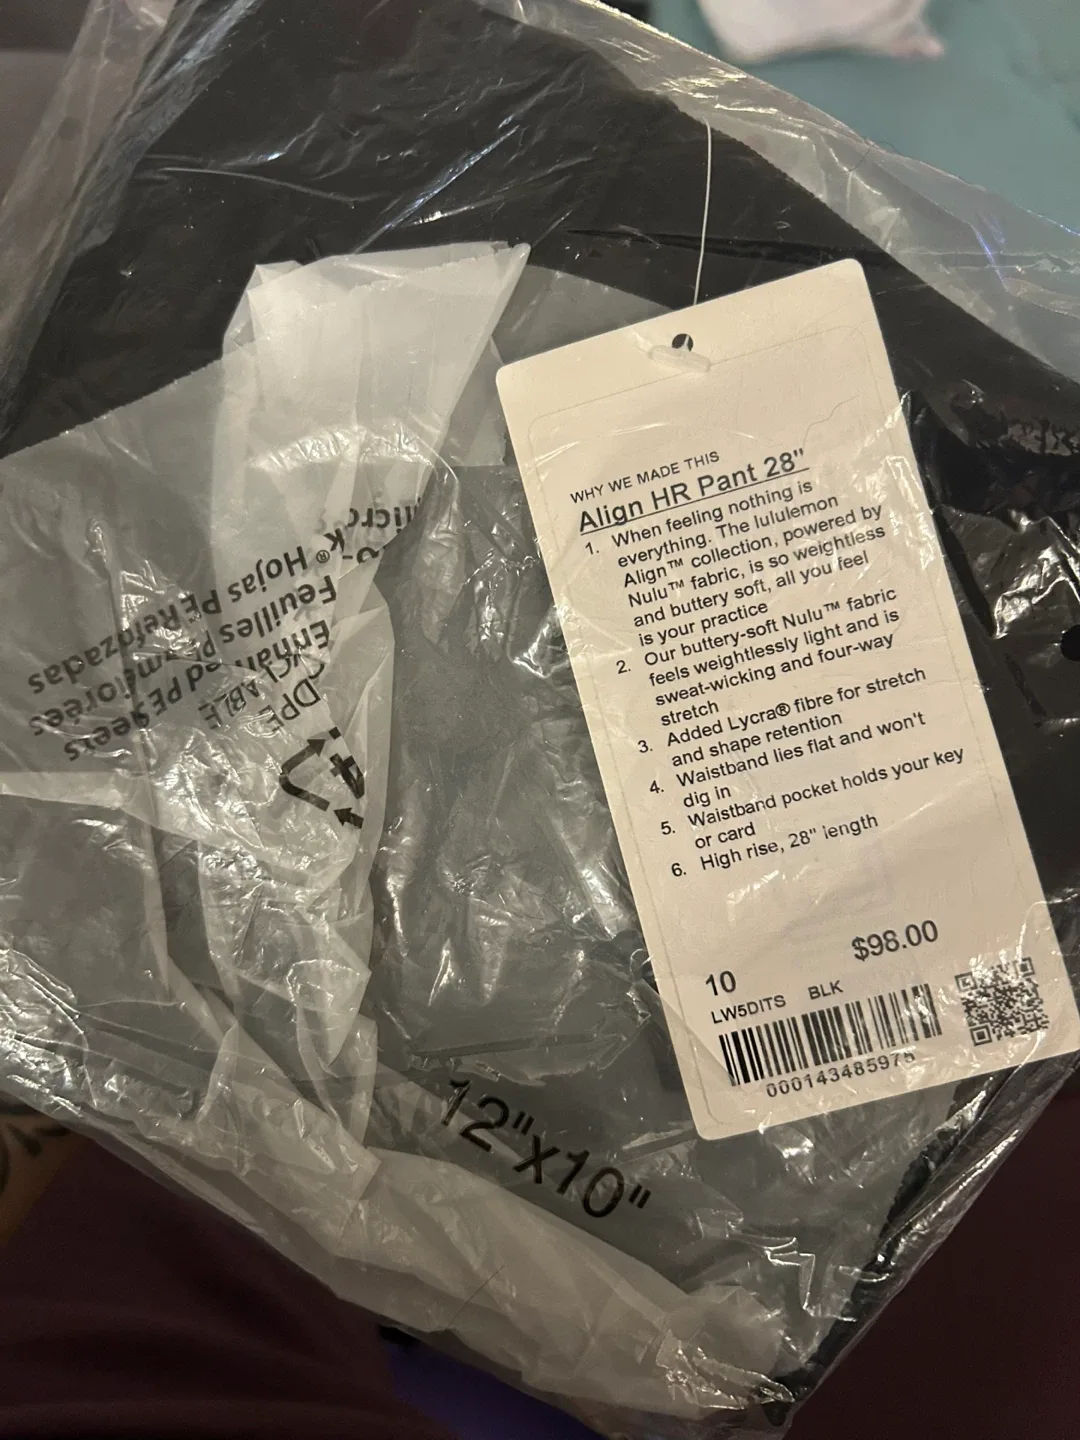 WHY WE MADE THIS
Align HR Pant 28"
1. When feeling nothing is
everything. The lululemon
Align™ collection, powered by
Nulu™ fabric, is so weightless
and buttery soft, all you feel
is your practice
2. Our buttery-soft Nulu™ fabric
feels weightlessly light and is
sweat-wicking and four-way
stretch
3. Added Lycra® fibre for stretch
and shape retention
4. Waistband lies flat and won't
dig in
5. Waistband pocket holds your key
or card
6. High rise, 28" length
$98.00
10
LW5DITS BLK
000143485975
12"x10"
Hojas PE Reforzadas
Feuilles
4